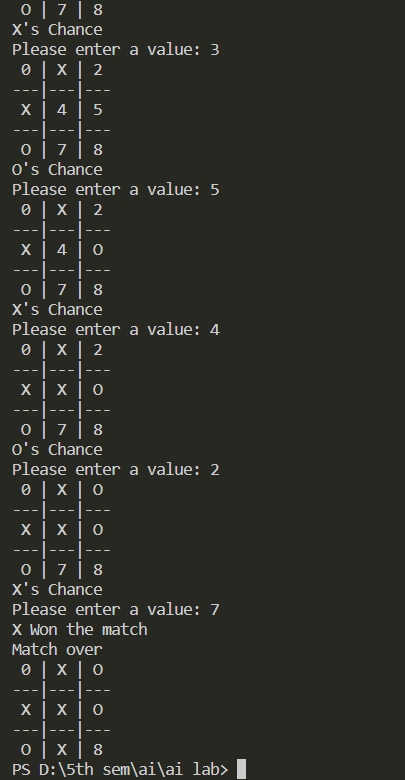 O | 7 | 8
X's Chance
Please enter a value: 3
0 | X | 2
---|---|---
X | 4 | 5
---|---|---
O | 7 | 8
O's Chance
Please enter a value: 5
0 | X | 2
---|---|---
X | 4 | O
---|---|---
O | 7 | 8
X's Chance
Please enter a value: 4
0 | X | 2
---|---|---
X | X | O
---|---|---
O | 7 | 8
O's Chance
Please enter a value: 2
0 | X | O
---|---|---
X | X | O
---|---|---
O | 7 | 8
X's Chance
Please enter a value: 7
X Won the match
Match over
0 | X | O
---|---|---
X | X | O
---|---|---
O | X | 8
PS D:\5th sem\ai\ai lab>